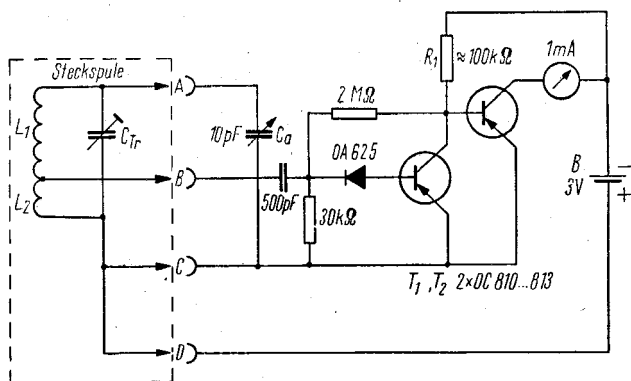 Steckspule
L1
L2
CTr
A
B
C
D
10pF
Ca
500pF
2 MΩ
OA 625
30kΩ
R1 ≈100kΩ
1mA
B
3V
−
+
T1 , T2 2×OC 810...813